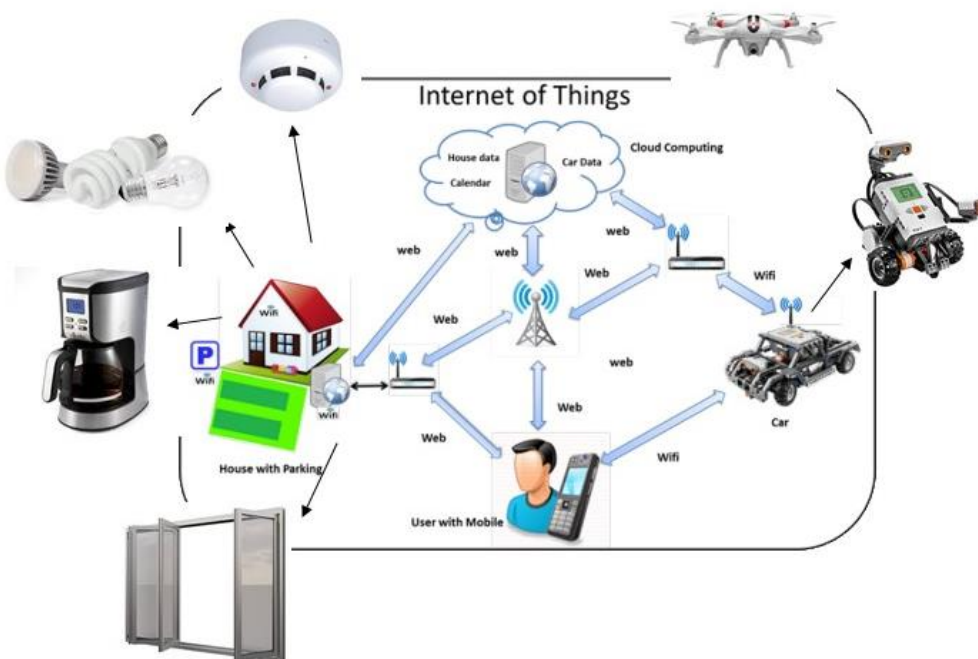 Internet of Things
Cloud Computing
House data
Car Data
Calendar
web
web
web
Web
Web
Wifi
Wifi
P
Wifi
Wifi
web
Web
Web
Wifi
Car
House with Parking
User with Mobile